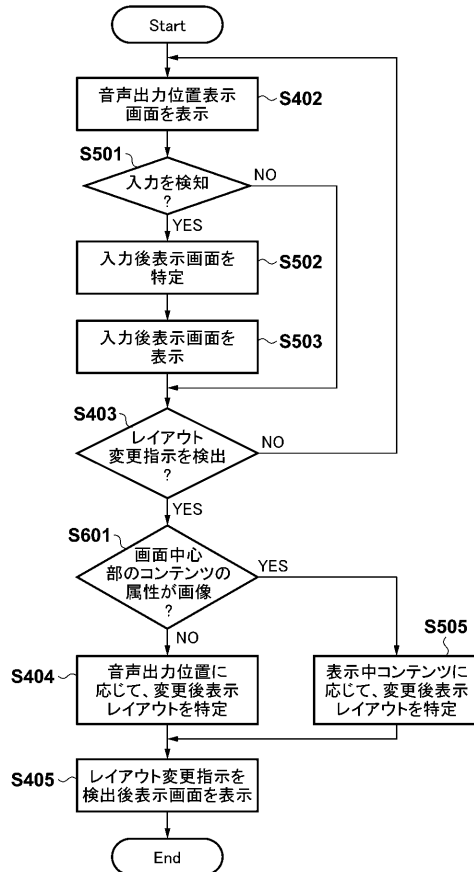 Start
音声出力位置表示
画面を表示
S402
S501
入力を検知
?
NO
YES
入力後表示画面を
特定
S502
入力後表示画面を
表示
S503
S403
レイアウト
変更指示を検出
?
NO
YES
S601
画面中心
部のコンテンツの
属性が画像
?
YES
NO
S404
音声出力位置に
応じて、変更後表示
レイアウトを特定
S505
表示中コンテンツに
応じて、変更後表示
レイアウトを特定
S405
レイアウト変更指示を
検出後表示画面を表示
End